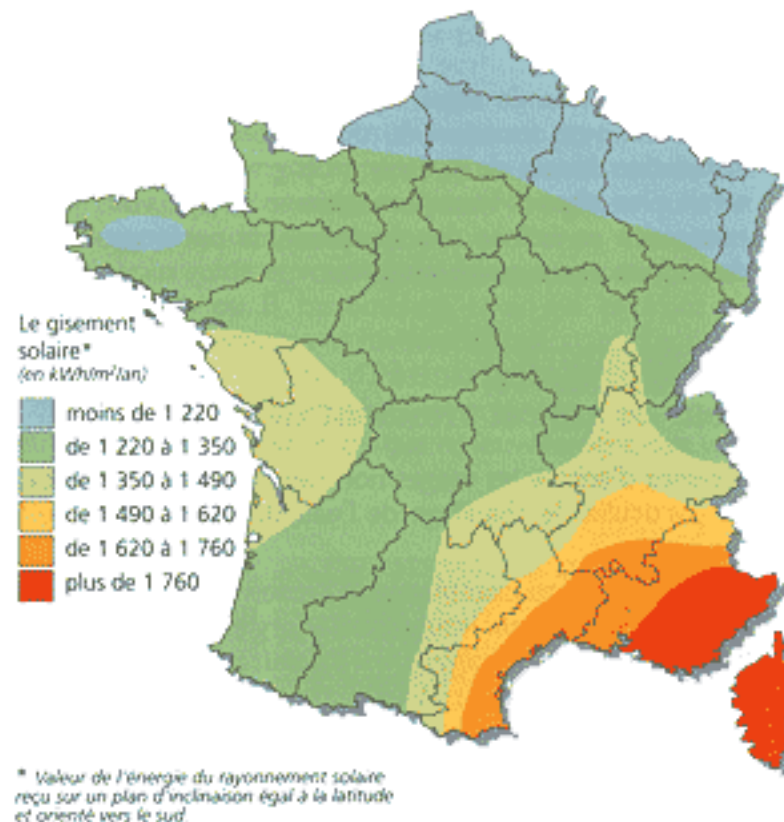 Le gisement
solaire*
(en kWh/m²/an)
moins de 1 220
de 1 220 à 1 350
de 1 350 à 1 490
de 1 490 à 1 620
de 1 620 à 1 760
plus de 1 760
* Valeur de l'énergie du rayonnement solaire
reçu sur un plan d'inclinaison égal à la latitude
et orienté vers le sud.